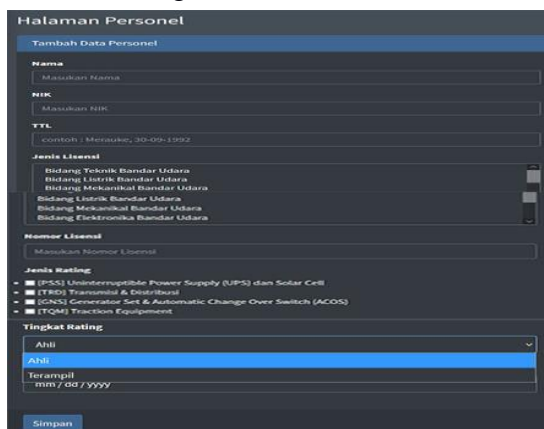 Halaman Personel
Tambah Data Personel
Nama
Masukan Nama
NIK
Masukan NIK
TTL
contoh : Merauke, 30-09-1992
Jenis Lisensi
Bidang Teknik Bandar Udara
Bidang Listrik Bandar Udara
Bidang Mekanikal Bandar Udara
Bidang Listrik Bandar Udara
Bidang Mekanikal Bandar Udara
Bidang Elektronika Bandar Udara
Nomor Lisensi
Masukan Nomor Lisensi
Jenis Rating
[PSS] Uninterruptible Power Supply (UPS) dan Solar Cell
[TRD] Transmisi & Distribusi
[GNS] Generator Set & Automatic Change Over Switch (ACOS)
[TQM] Traction Equipment
Tingkat Rating
Ahli
Ahli
Terampil
mm / dd / yyyy
Simpan